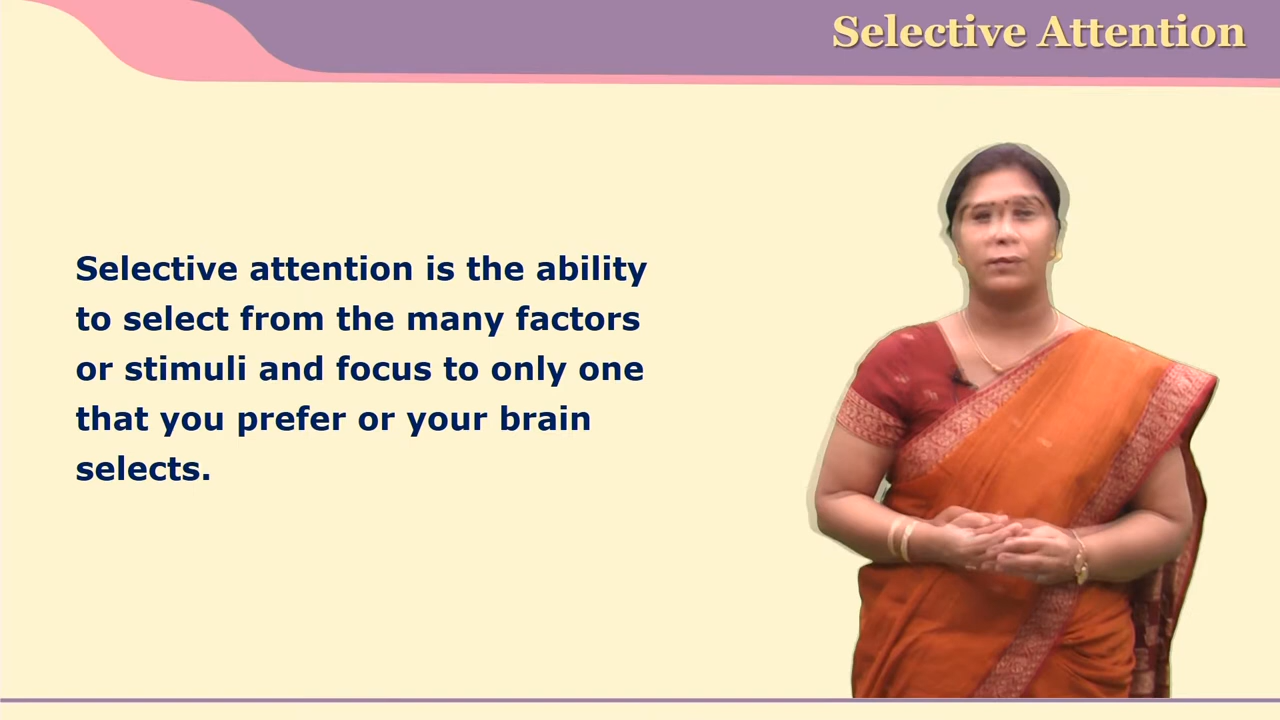 Selective Attention
Selective attention is the ability
to select from the many factors
or stimuli and focus to only one
that you prefer or your brain
selects.